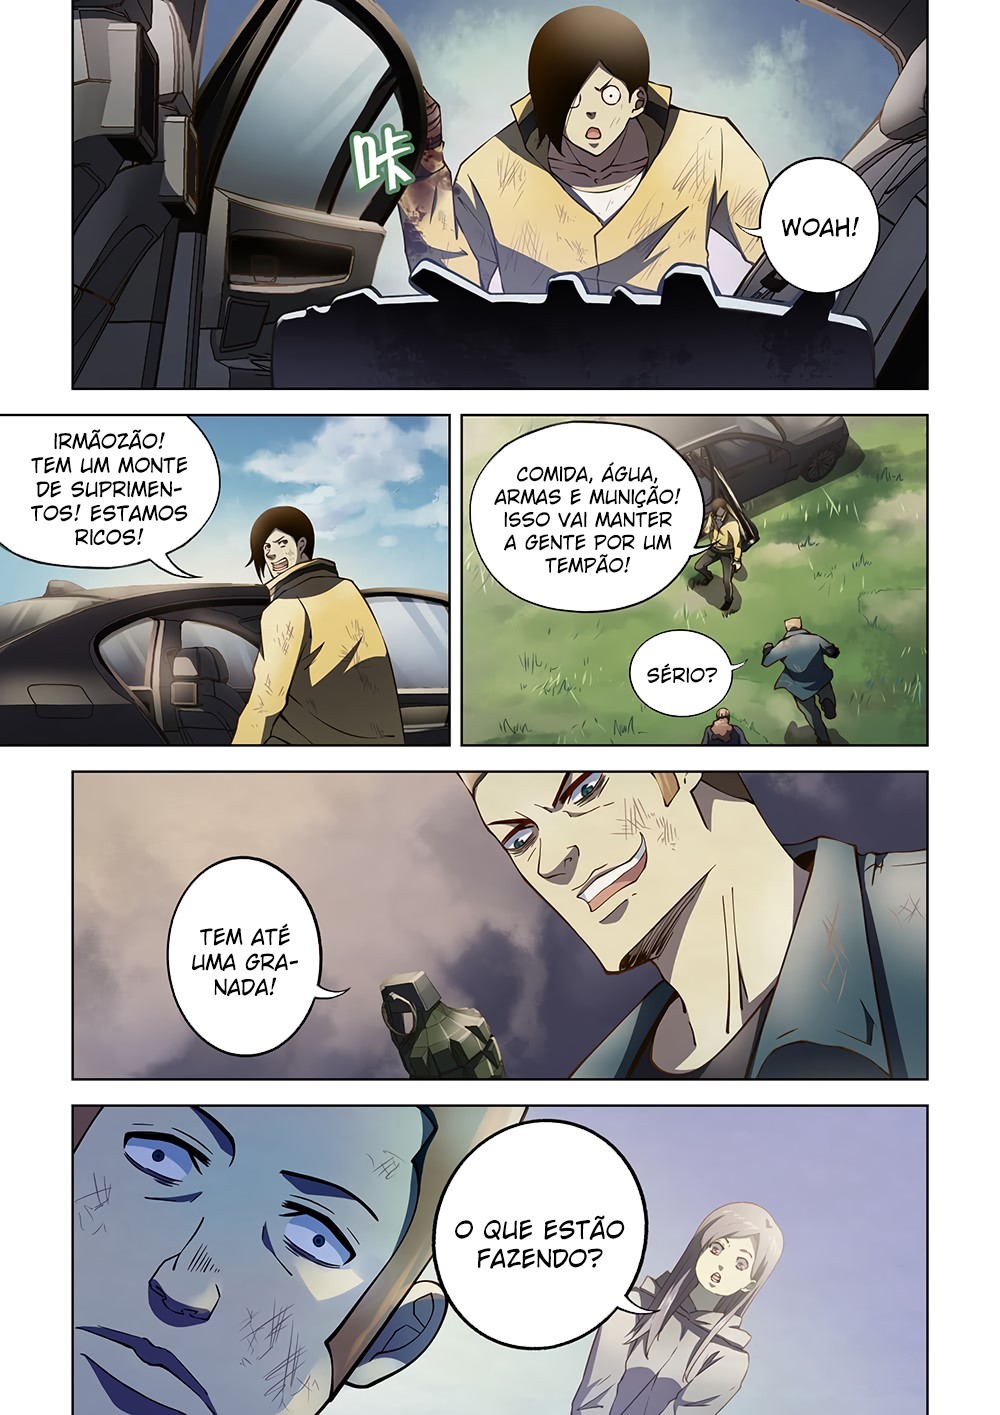 咔
WOAH!
IRMÃOZÃO!
TEM UM MONTE
DE SUPRIMEN-
TOS! ESTAMOS
RICOS!
COMIDA, ÁGUA,
ARMAS E MUNIÇÃO!
ISSO VAI MANTER
A GENTE POR UM
TEMPÃO!
SÉRIO?
TEM ATÉ
UMA GRA-
NADA!
O QUE ESTÃO
FAZENDO?